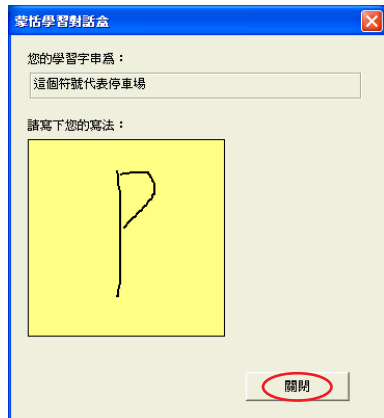 蒙恬學習對話盒
您的學習字串為：
這個符號代表停車場
請寫下您的寫法：
P
關閉